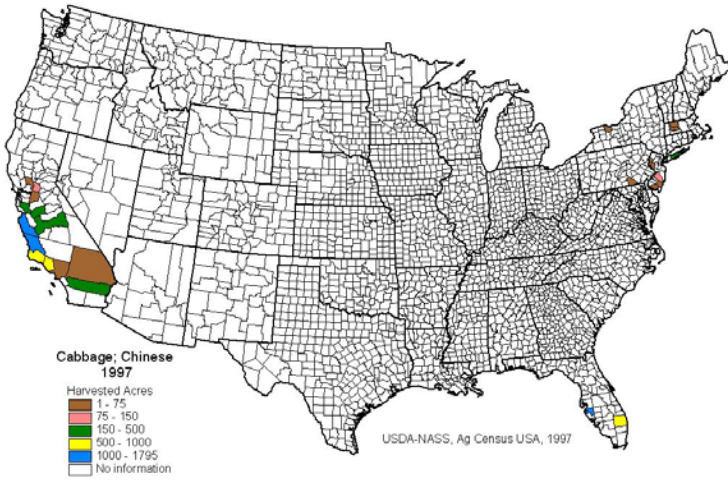 Cabbage; Chinese
1997
Harvested Acres
1 - 75
75 - 150
150 - 500
500 - 1000
1000 - 1795
No information
USDA-NASS, Ag Census USA, 1997